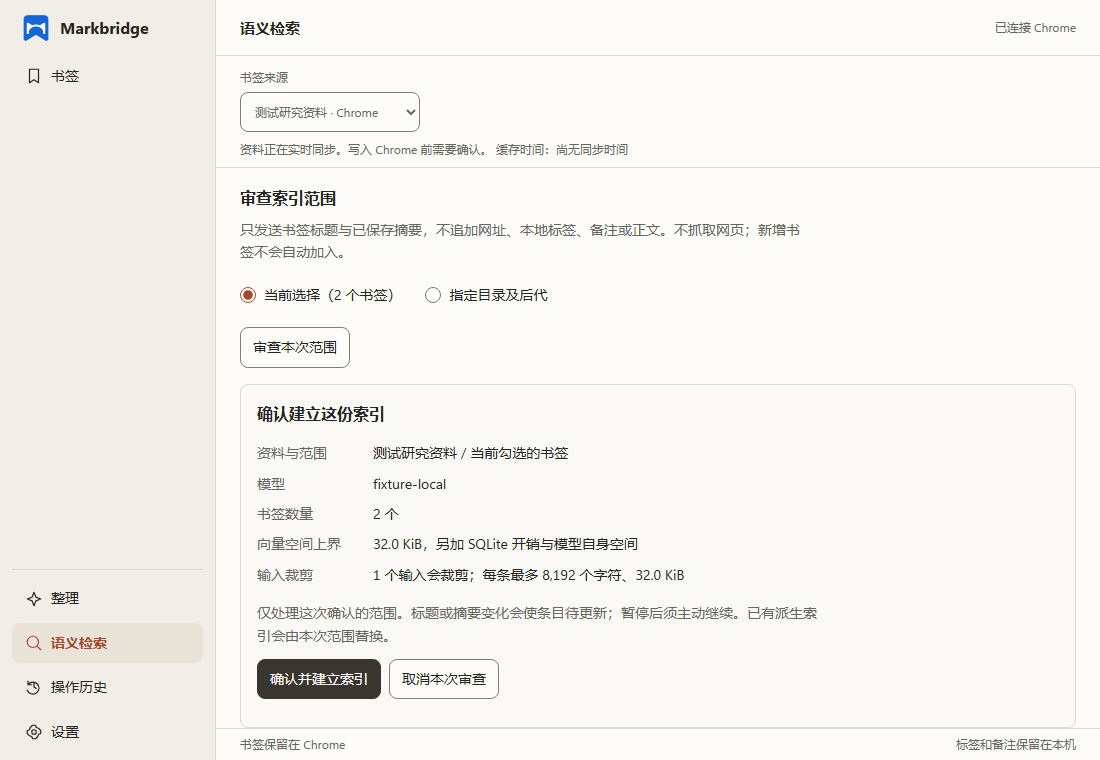 Markbridge
书签
整理
语义检索
操作历史
设置
语义检索
已连接 Chrome
书签来源
测试研究资料 · Chrome
资料正在实时同步。写入 Chrome 前需要确认。 缓存时间：尚无同步时间
审查索引范围
只发送书签标题与已保存摘要，不追加网址、本地标签、备注或正文。不抓取网页；新增书
签不会自动加入。
当前选择（2 个书签） 指定目录及后代
审查本次范围
确认建立这份索引
资料与范围 测试研究资料 / 当前勾选的书签
模型 fixture-local
书签数量 2 个
向量空间上界 32.0 KiB，另加 SQLite 开销与模型自身空间
输入裁剪 1 个输入会裁剪；每条最多 8,192 个字符、32.0 KiB
仅处理这次确认的范围。标题或摘要变化会使条目待更新；暂停后须主动继续。已有派生索
引会由本次范围替换。
确认并建立索引 取消本次审查
书签保留在 Chrome
标签和备注保留在本机